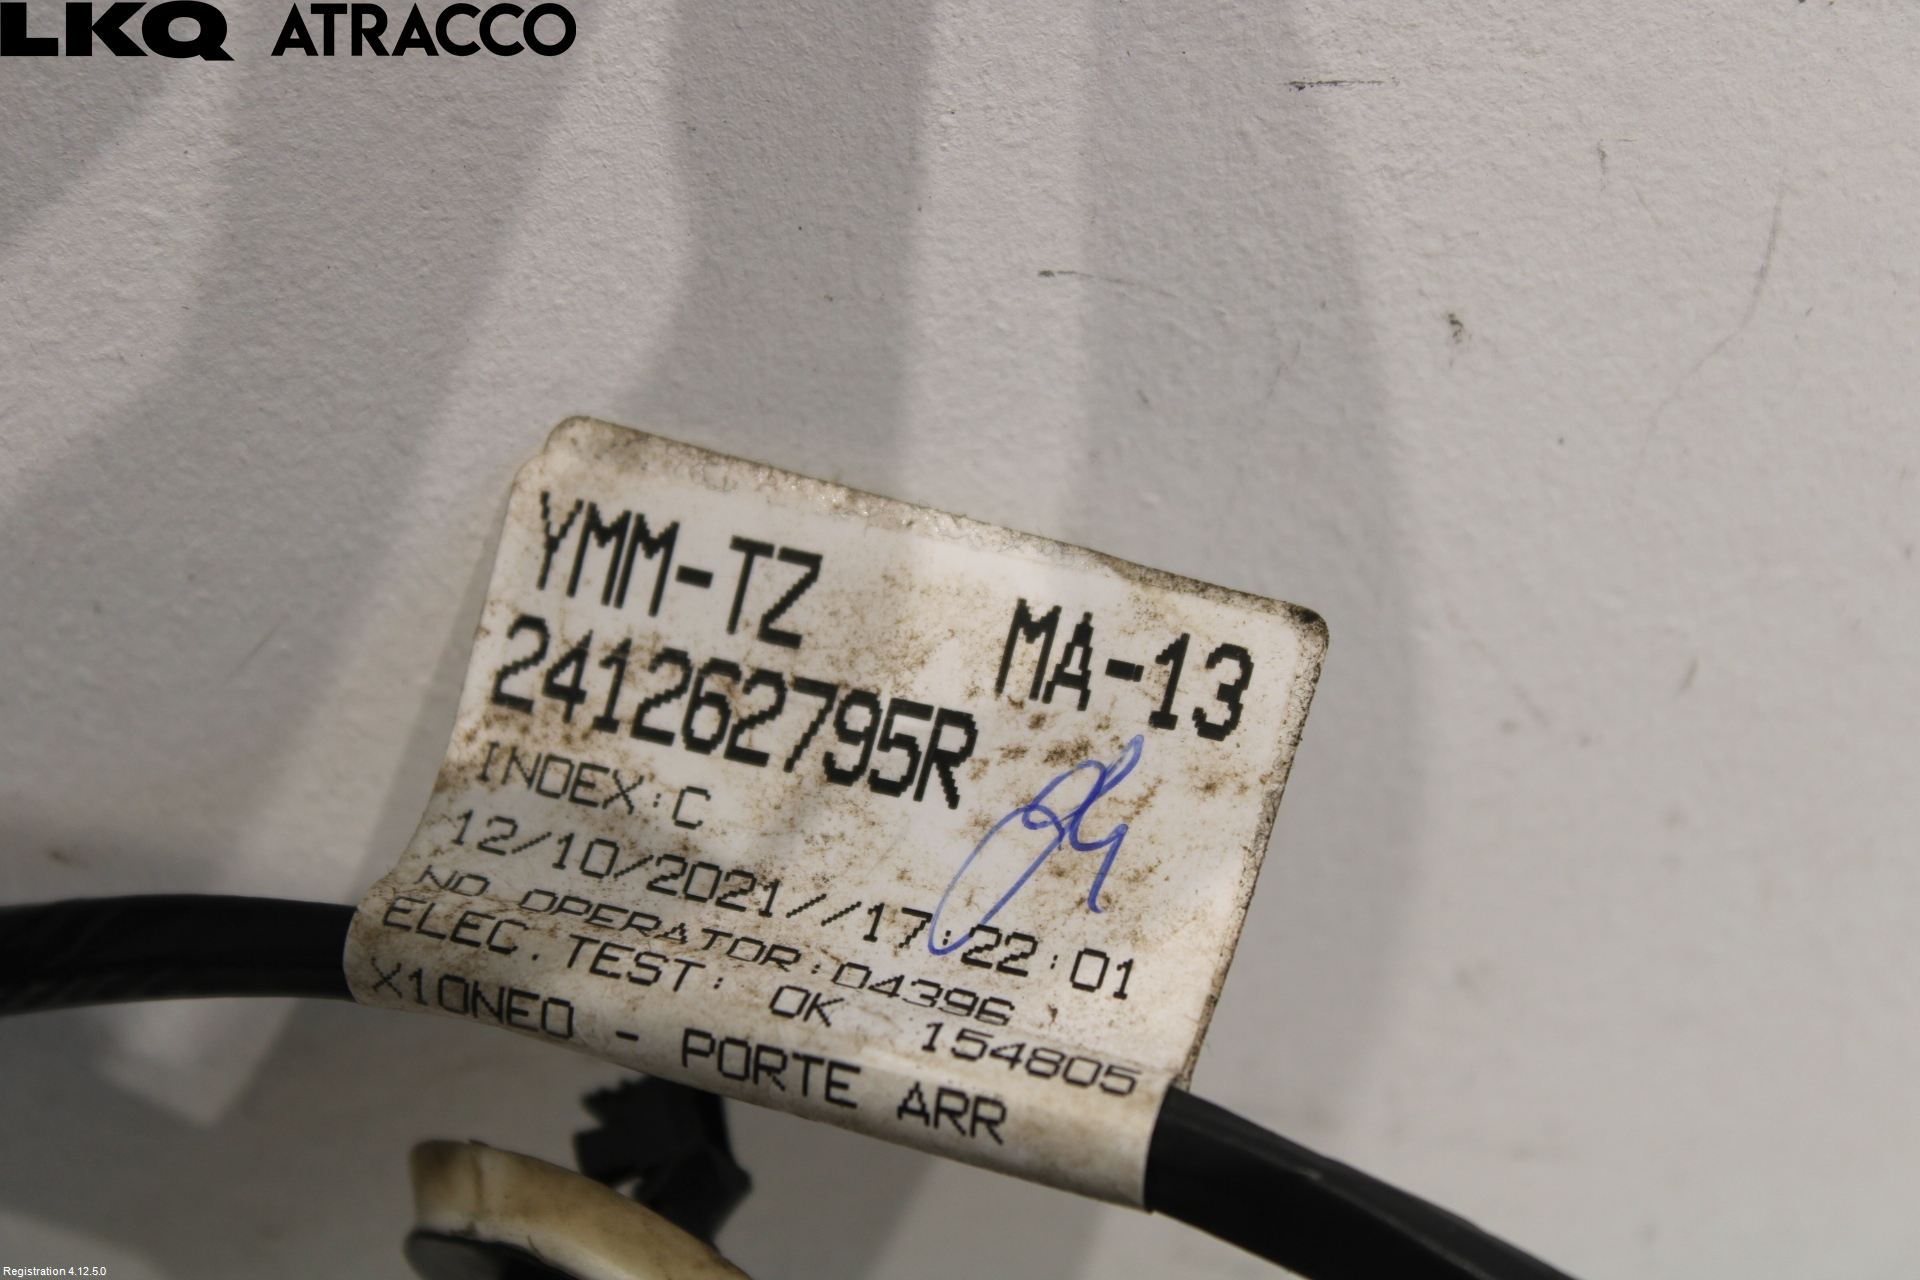 LKQ ATRACCO
YMM-TZ MA-13
241262795R
INDEX:C
12/10/2021//17:22:01
NO OPERATOR:04396
ELEC.TEST: OK 154805
X10NEO - PORTE ARR
Registration 4.12.5.0